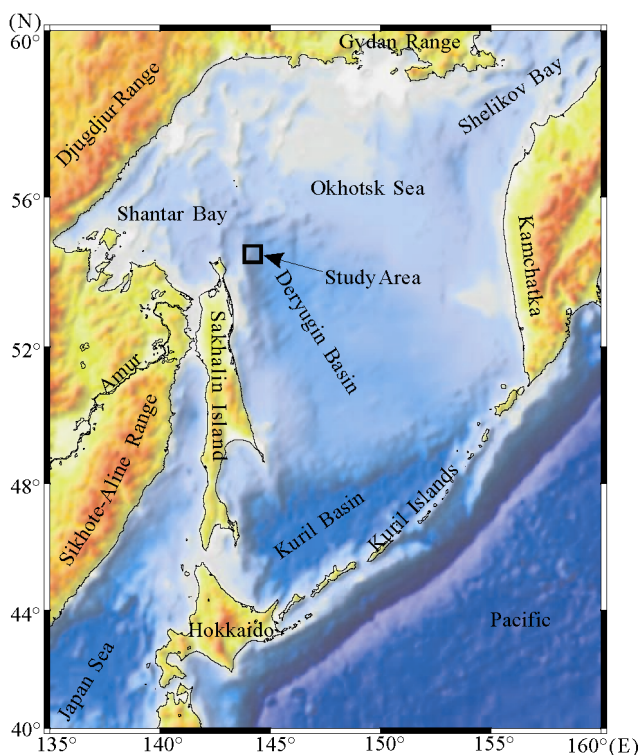 (N)
60°
Gydan Range
Djugdjur Range
Shelikov Bay
56°
Okhotsk Sea
Shantar Bay
Kamchatka
Study Area
Deryugin Basin
52°
Sakhalin Island
Amur
Sikhote-Aline Range
48°
Kuril Basin
Kuril Islands
44°
Hokkaido
Pacific
Japan Sea
40°
135°
140°
145°
150°
155°
160°(E)